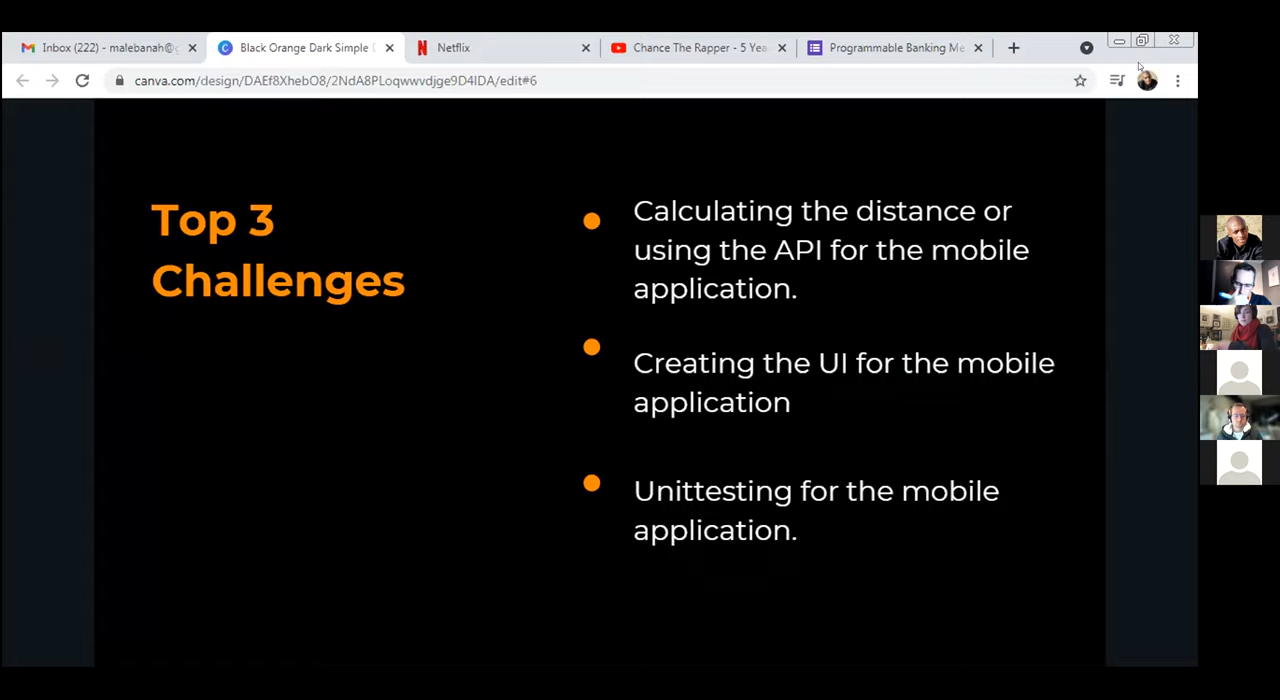 Inbox (222) - malebanah@g
Black Orange Dark Simple
Netflix
Chance The Rapper - 5 Yea
Programmable Banking Me
canva.com/design/DAEf8XhebO8/2NdA8PLoqwwvdjge9D4IDA/edit#6
Top 3
Challenges
Calculating the distance or
using the API for the mobile
application.
Creating the UI for the mobile
application
Unittesting for the mobile
application.